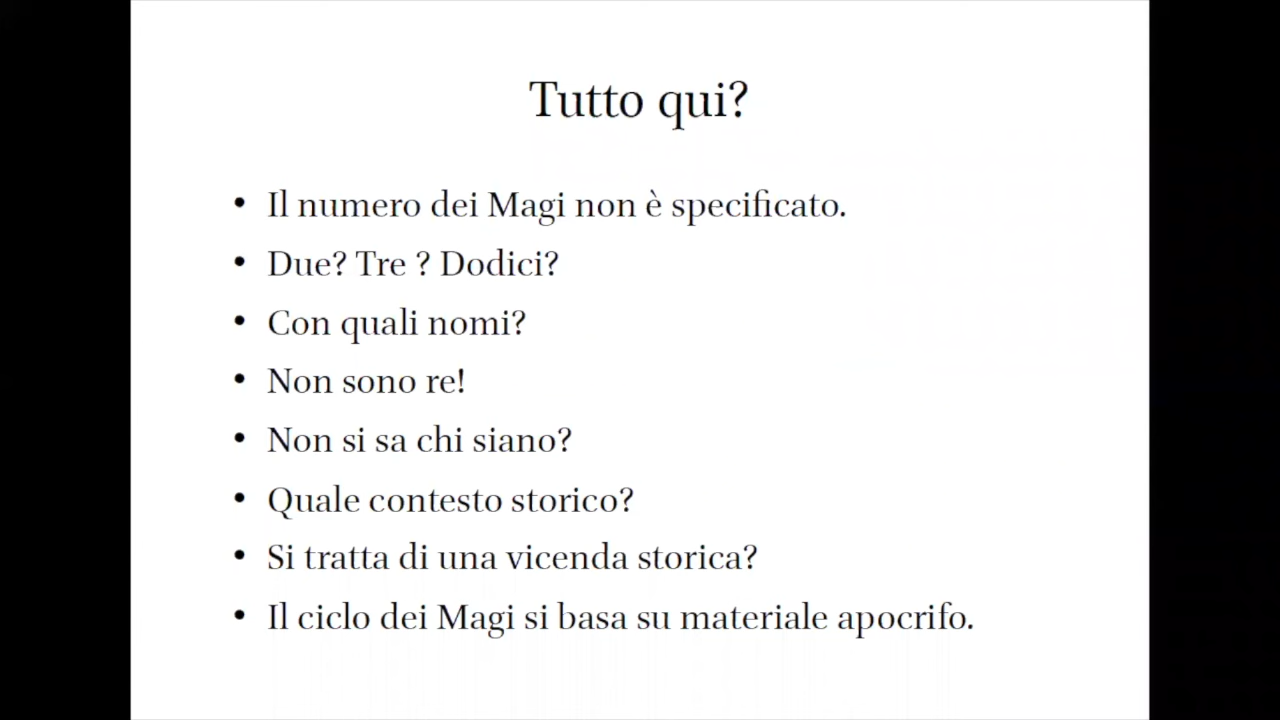 Tutto qui?
• Il numero dei Magi non è specificato.
• Due? Tre ? Dodici?
• Con quali nomi?
• Non sono re!
• Non si sa chi siano?
• Quale contesto storico?
• Si tratta di una vicenda storica?
• Il ciclo dei Magi si basa su materiale apocrifo.